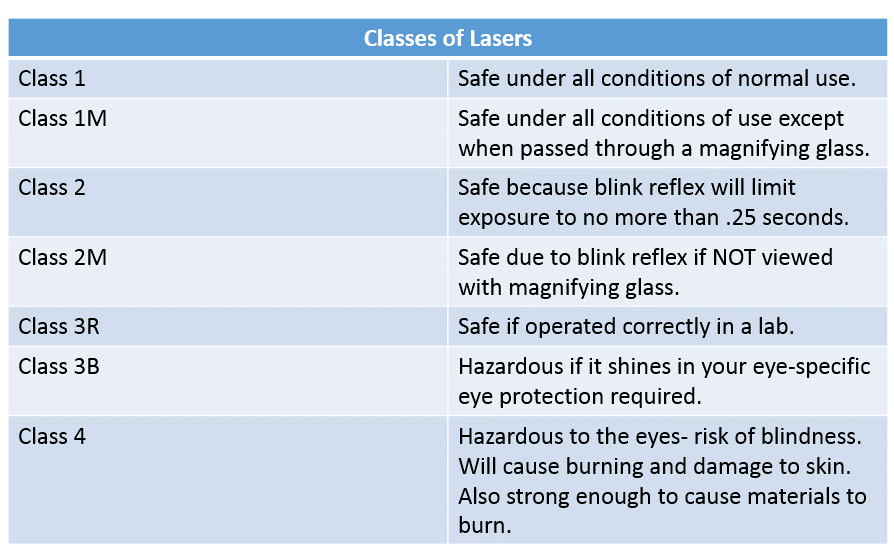 Classes of Lasers
Class 1
Safe under all conditions of normal use.
Class 1M
Safe under all conditions of use except
when passed through a magnifying glass.
Class 2
Safe because blink reflex will limit
exposure to no more than .25 seconds.
Class 2M
Safe due to blink reflex if NOT viewed
with magnifying glass.
Class 3R
Safe if operated correctly in a lab.
Class 3B
Hazardous if it shines in your eye-specific
eye protection required.
Class 4
Hazardous to the eyes- risk of blindness.
Will cause burning and damage to skin.
Also strong enough to cause materials to
burn.